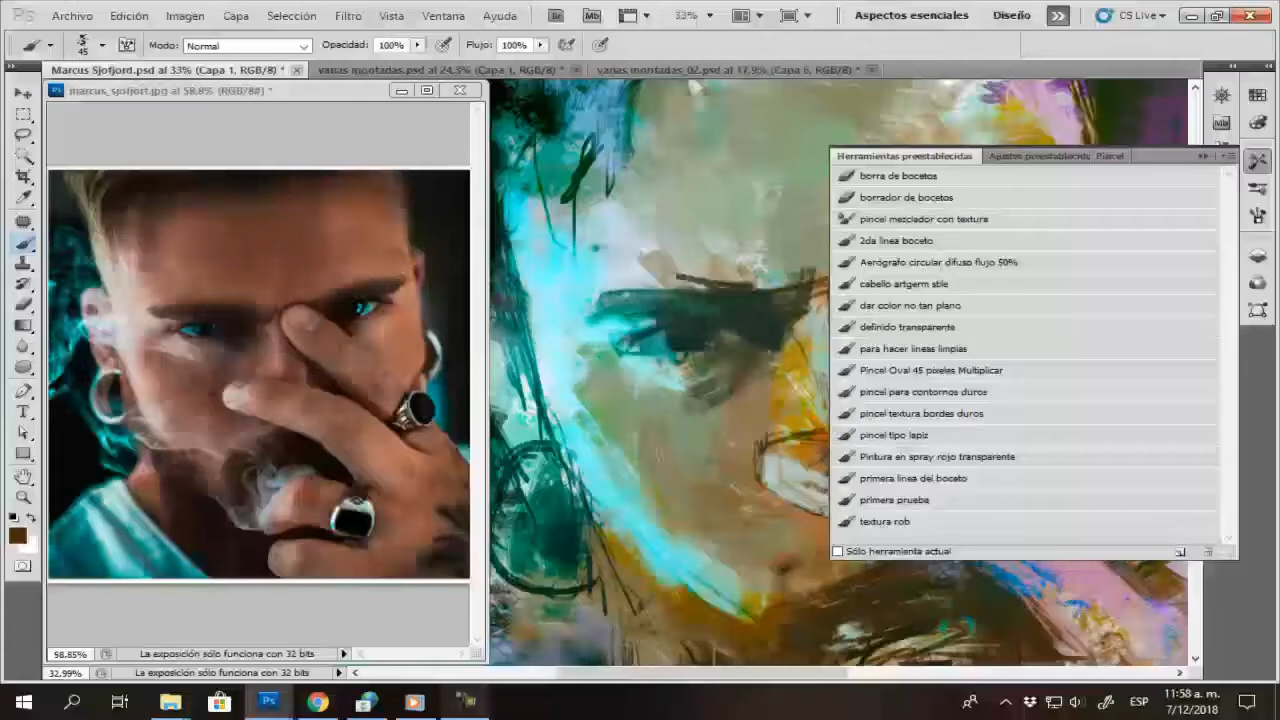 Ps Archivo Edición Imagen Capa Selección Filtro Vista Ventana Ayuda Br Mb 33% Aspectos esenciales Diseño CS Live
45 Modo: Normal Opacidad: 100% Flujo: 100%
Marcus Sjofjord.psd al 33% (Capa 1, RGB/8) * varias montadas.psd al 24,3% (Capa 1, RGB/8) * varias montadas_02.psd al 17,9% (Capa 6, RGB/8) *
Ps marcus_sjofjort.jpg al 58.8% (RGB/8#) *
Mb
Herramientas preestablecidas Ajustes preestablecidos Pincel
borra de bocetos
borrador de bocetos
pincel mezclador con textura
2da linea boceto
Aerógrafo circular difuso flujo 50%
cabello artgerm stile
dar color no tan plano
definido transparente
para hacer lineas limpias
Pincel Oval 45 píxeles Multiplicar
pincel para contornos duros
pincel textura bordes duros
pincel tipo lapiz
Pintura en spray rojo transparente
primera linea del boceto
primera prueba
textura rob
Sólo herramienta actual
58.85% La exposición sólo funciona con 32 bits
32.99% La exposición sólo funciona con 32 bits
Ps ESP 11:58 a. m.
7/12/2018